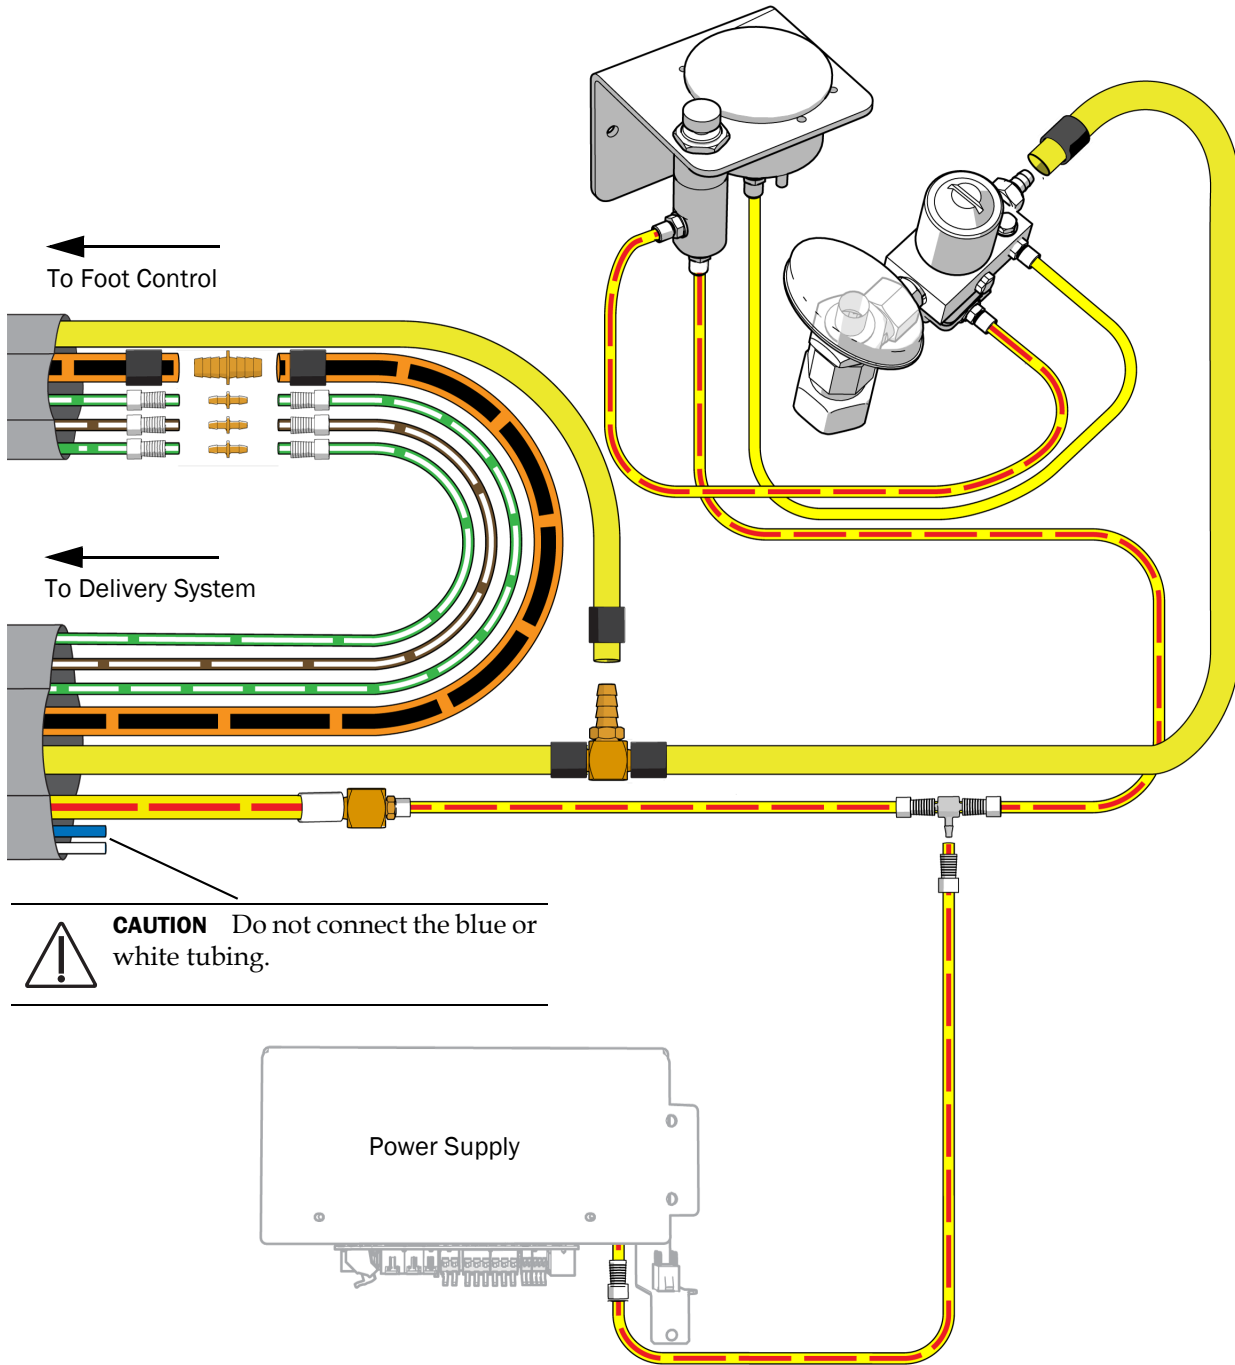 To Foot Control
To Delivery System
CAUTION Do not connect the blue or
white tubing.
Power Supply